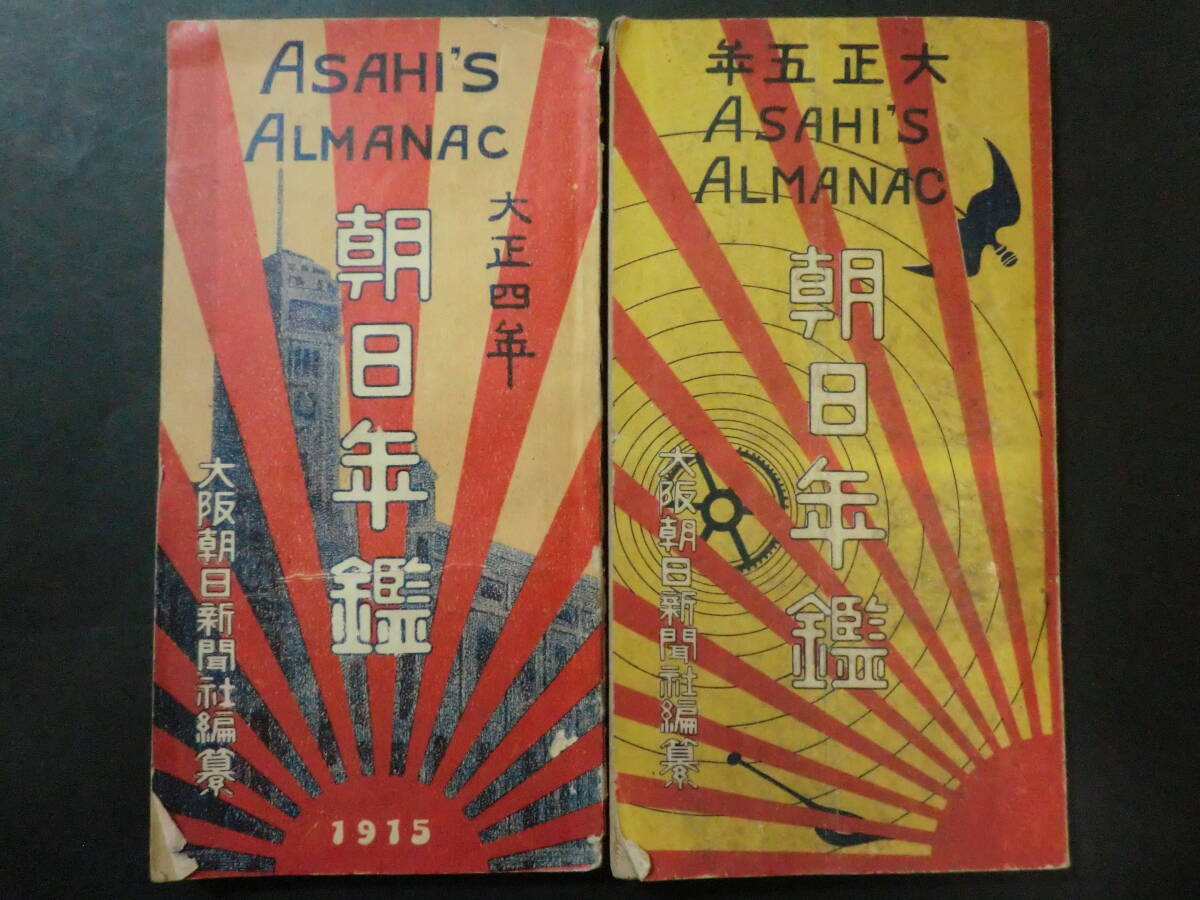 ASAHI'S
ALMANAC
大正四年
朝日年鑑
大阪朝日新聞社編纂
1915
年五正大
ASAHI'S
ALMANAC
朝日年鑑
大阪朝日新聞社編纂